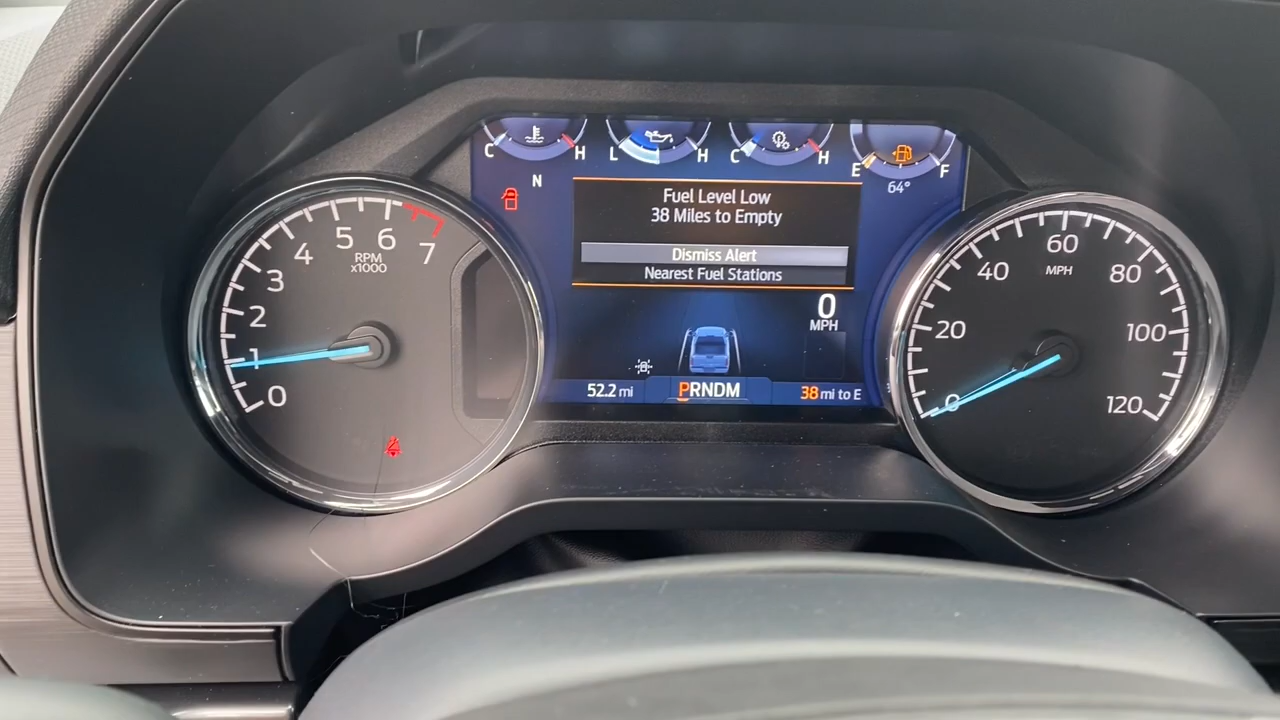 C H L H C H E F
N
64°
Fuel Level Low
38 Miles to Empty
Dismiss Alert
Nearest Fuel Stations
0
MPH
52.2 mi
PRNDM
38 mi to E
0 1 2 3 4 5 6 7
RPM
x1000
0 20 40 60 80 100 120
MPH